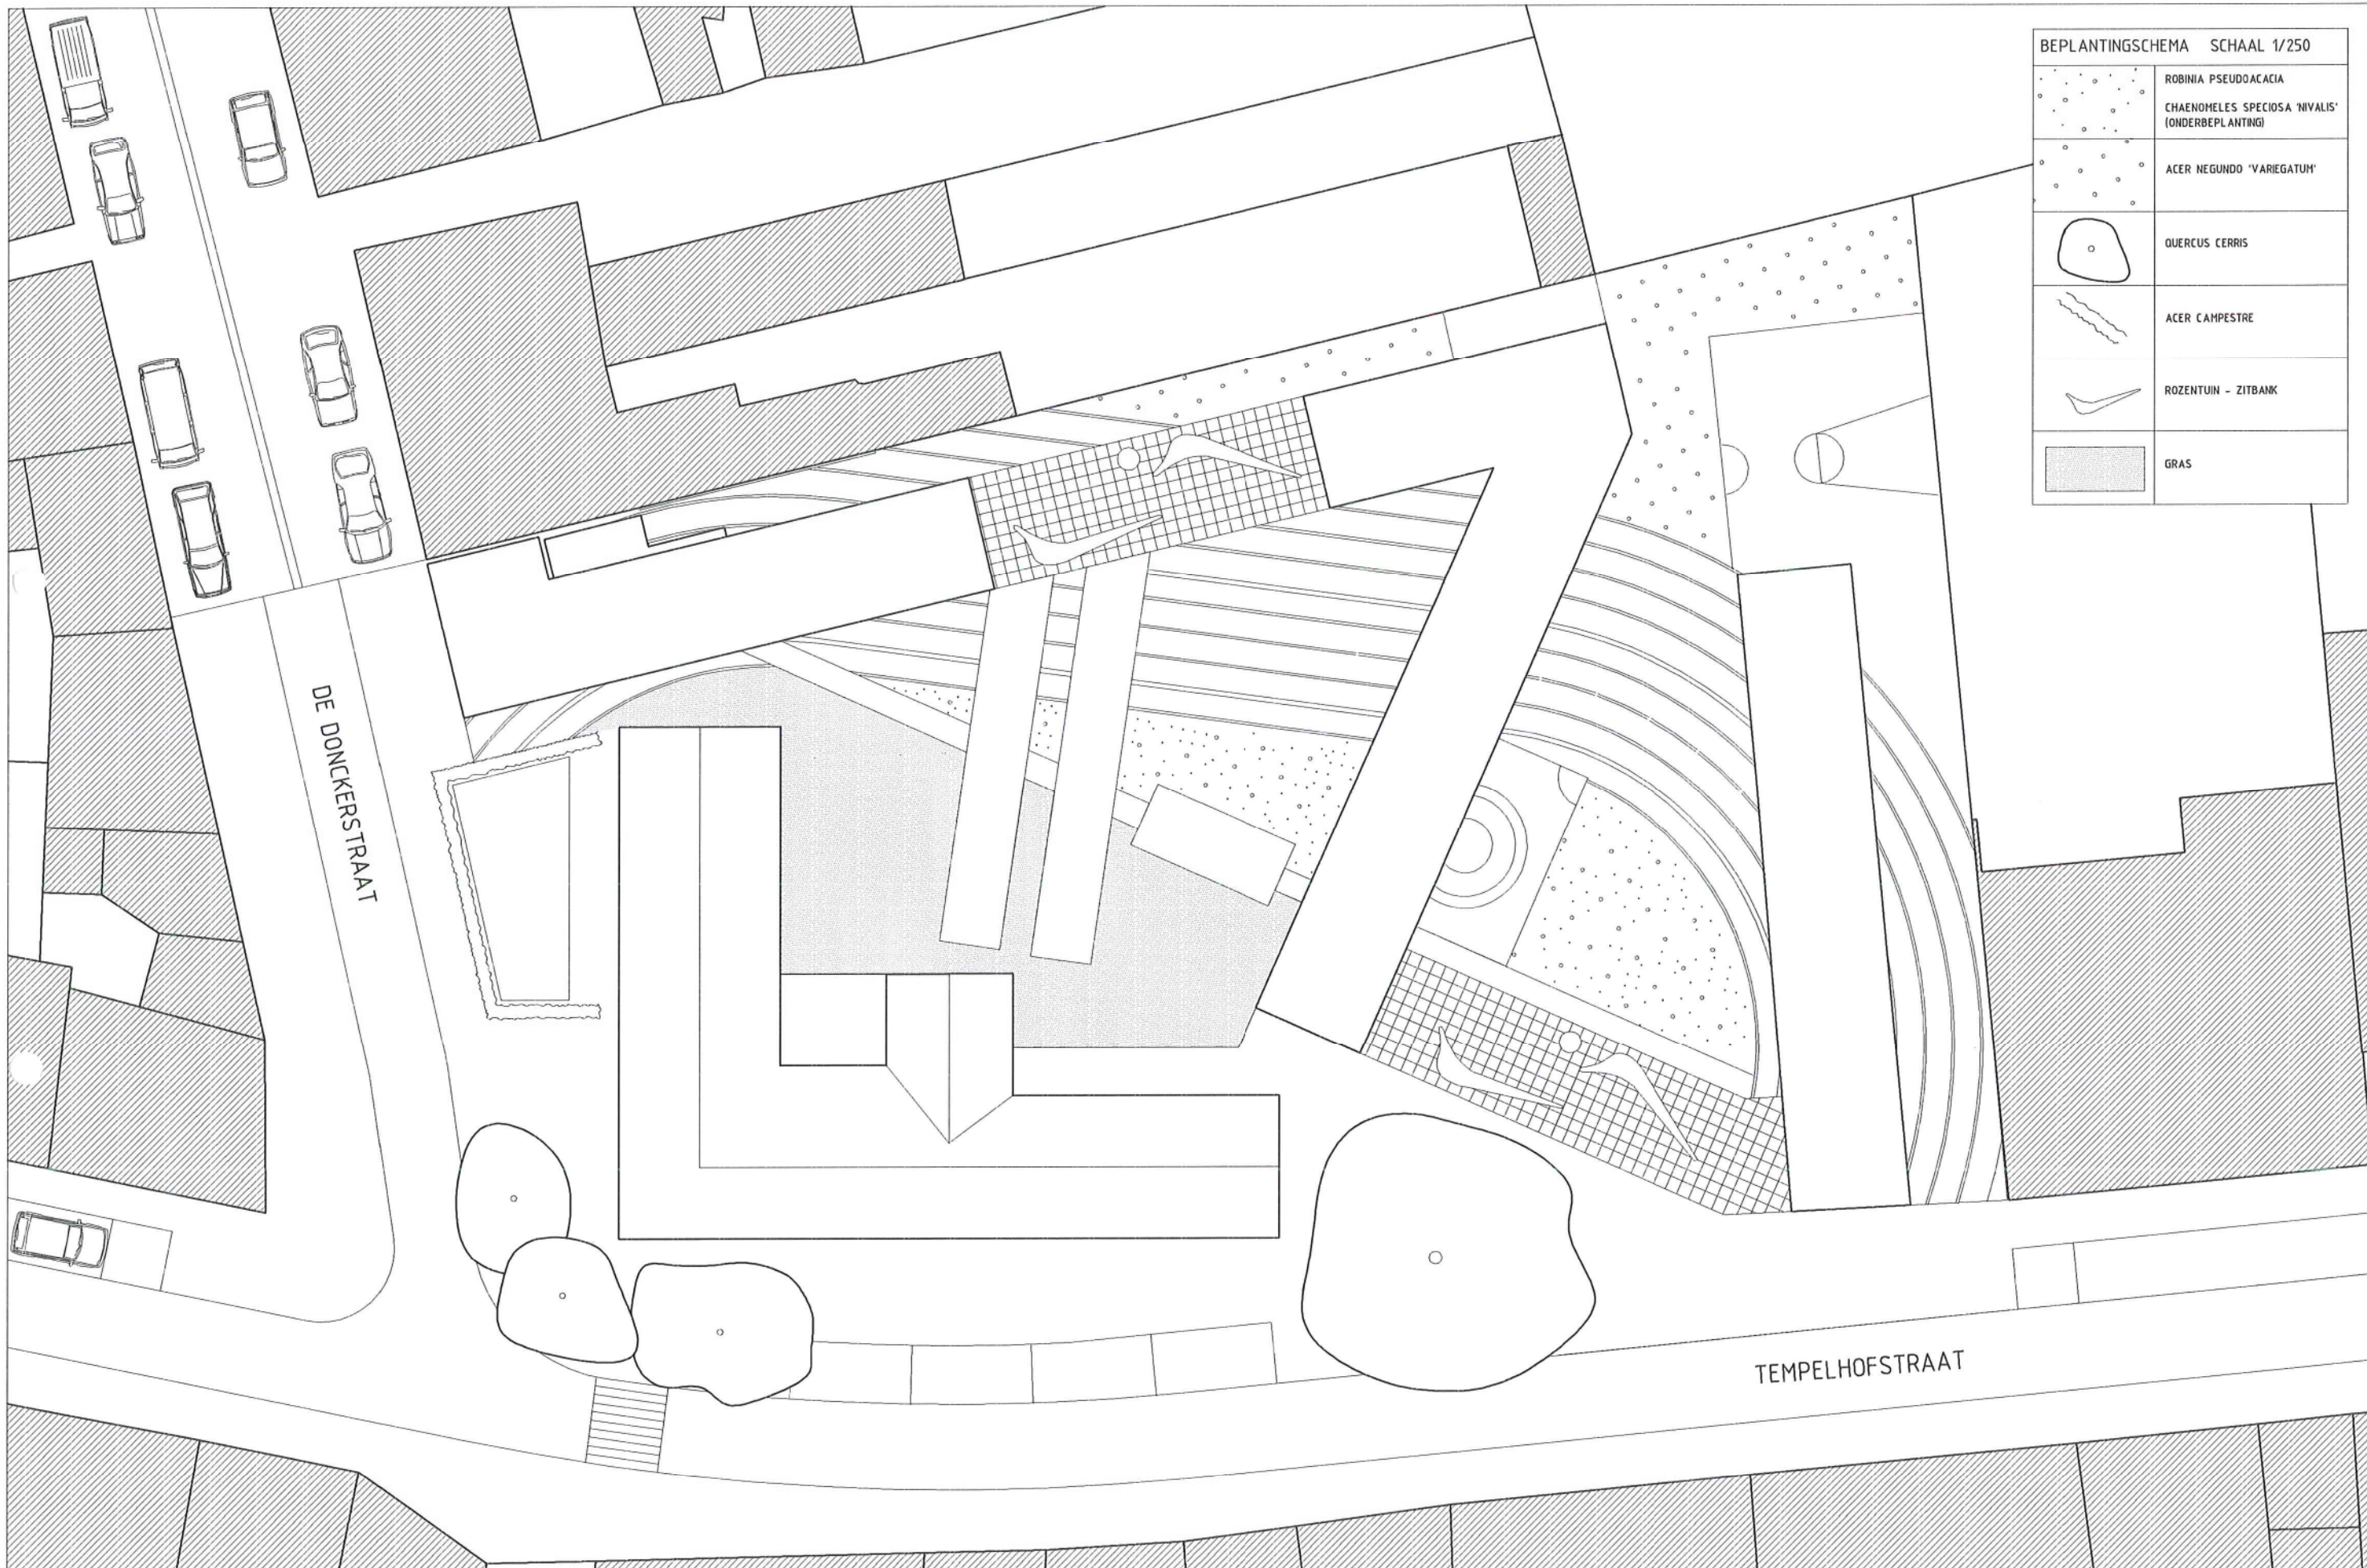 BEPLANTINGSCHEMA SCHAAL 1/250
ROBINIA PSEUDOACACIA
CHAENOMELES SPECIOSA 'NIVALIS'
(ONDERBEPLANTING)
ACER NEGUNDO 'VARIEGATUM'
QUERCUS CERRIS
ACER CAMPESTRE
ROZENTUIN - ZITBANK
GRAS
DE DONCKERSTRAAT
TEMPELHOFSTRAAT